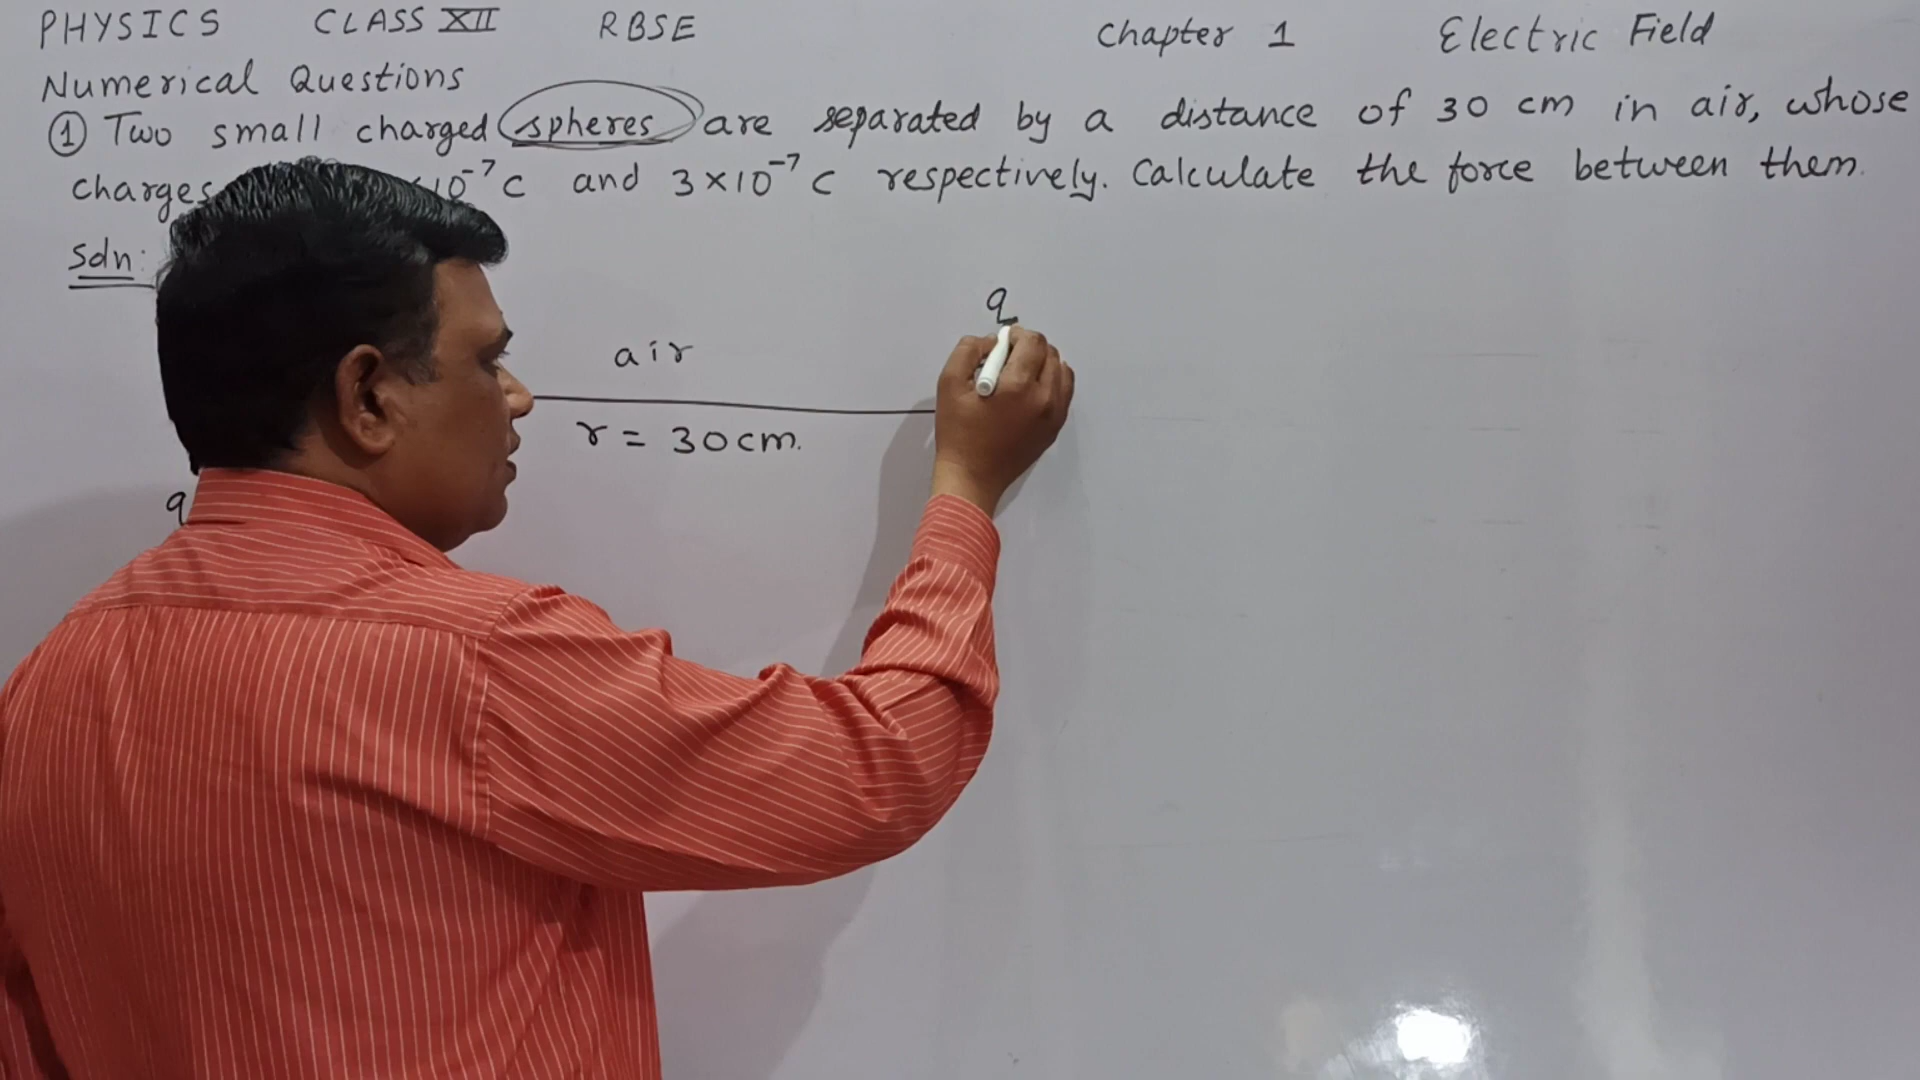 PHYSICS CLASS XII RBSE Chapter 1 Electric Field
Numerical Questions
① Two small charged spheres are separated by a distance of 30 cm in air, whose
charges ×10⁻⁷ C and 3×10⁻⁷ C respectively. Calculate the force between them.
Soln:
q
air
r = 30cm.
q